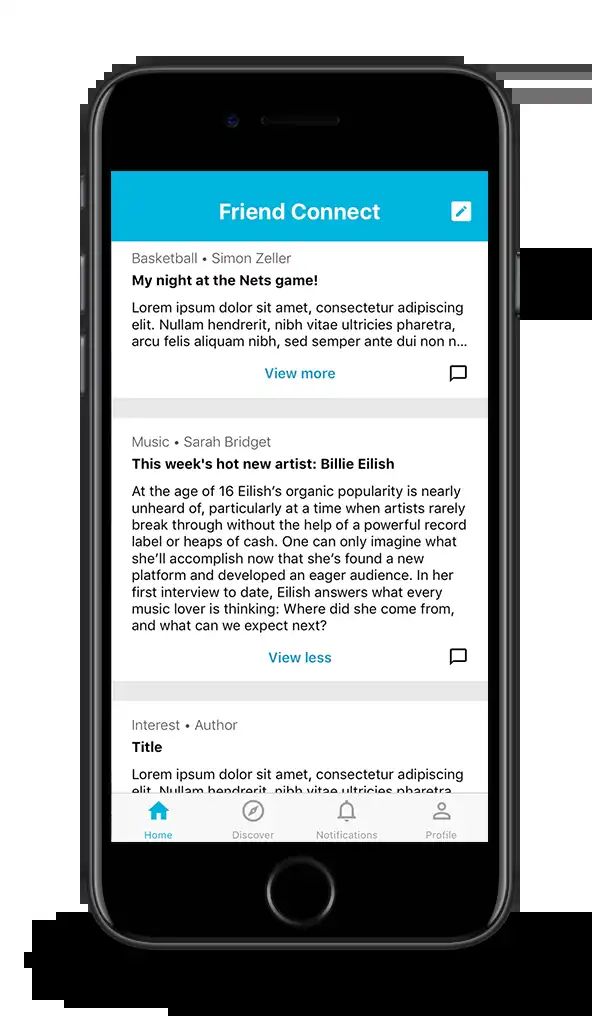 Friend Connect
Basketball • Simon Zeller
My night at the Nets game!
Lorem ipsum dolor sit amet, consectetur adipiscing
elit. Nullam hendrerit, nibh vitae ultricies pharetra,
arcu felis aliquam nibh, sed semper ante dui non n...
View more
Music • Sarah Bridget
This week's hot new artist: Billie Eilish
At the age of 16 Eilish’s organic popularity is nearly
unheard of, particularly at a time when artists rarely
break through without the help of a powerful record
label or heaps of cash. One can only imagine what
she’ll accomplish now that she’s found a new
platform and developed an eager audience. In her
first interview to date, Eilish answers what every
music lover is thinking: Where did she come from,
and what can we expect next?
View less
Interest • Author
Title
Lorem ipsum dolor sit amet, consectetur adipiscing
elit. Nullam hendrerit, nibh vitae ultricies pharetra,
Home Discover Notifications Profile